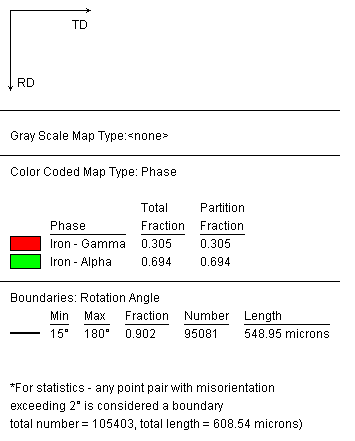 TD
RD
Gray Scale Map Type:<none>
Color Coded Map Type: Phase
Total Partition
Phase Fraction Fraction
Iron - Gamma 0.305 0.305
Iron - Alpha 0.694 0.694
Boundaries: Rotation Angle
Min Max Fraction Number Length
15° 180° 0.902 95081 548.95 microns
*For statistics - any point pair with misorientation
exceeding 2° is considered a boundary
total number = 105403, total length = 608.54 microns)